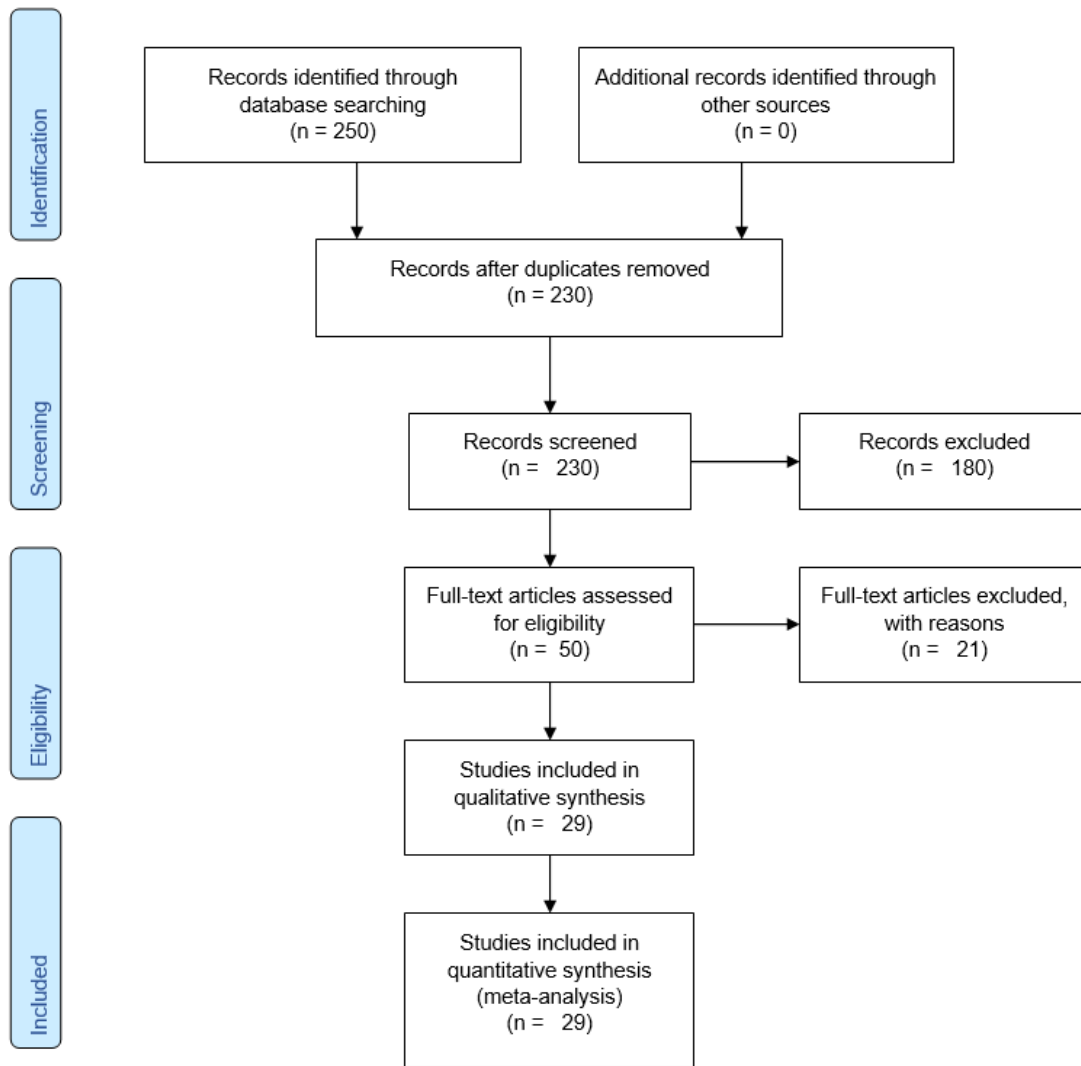 Identification
Records identified through
database searching
(n = 250)
Additional records identified through
other sources
(n = 0)
Records after duplicates removed
(n = 230)
Screening
Records screened
(n = 230)
Records excluded
(n = 180)
Eligibility
Full-text articles assessed
for eligibility
(n = 50)
Full-text articles excluded,
with reasons
(n = 21)
Studies included in
qualitative synthesis
(n = 29)
Included
Studies included in
quantitative synthesis
(meta-analysis)
(n = 29)